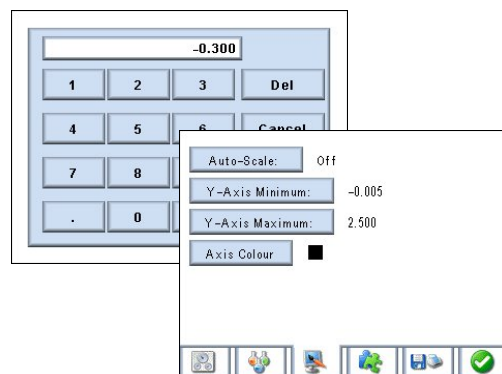 -0.300
1 2 3 Del
4 5 6 Cancel
7 8
. 0
Auto-Scale: Off
Y-Axis Minimum: -0.005
Y-Axis Maximum: 2.500
Axis Colour